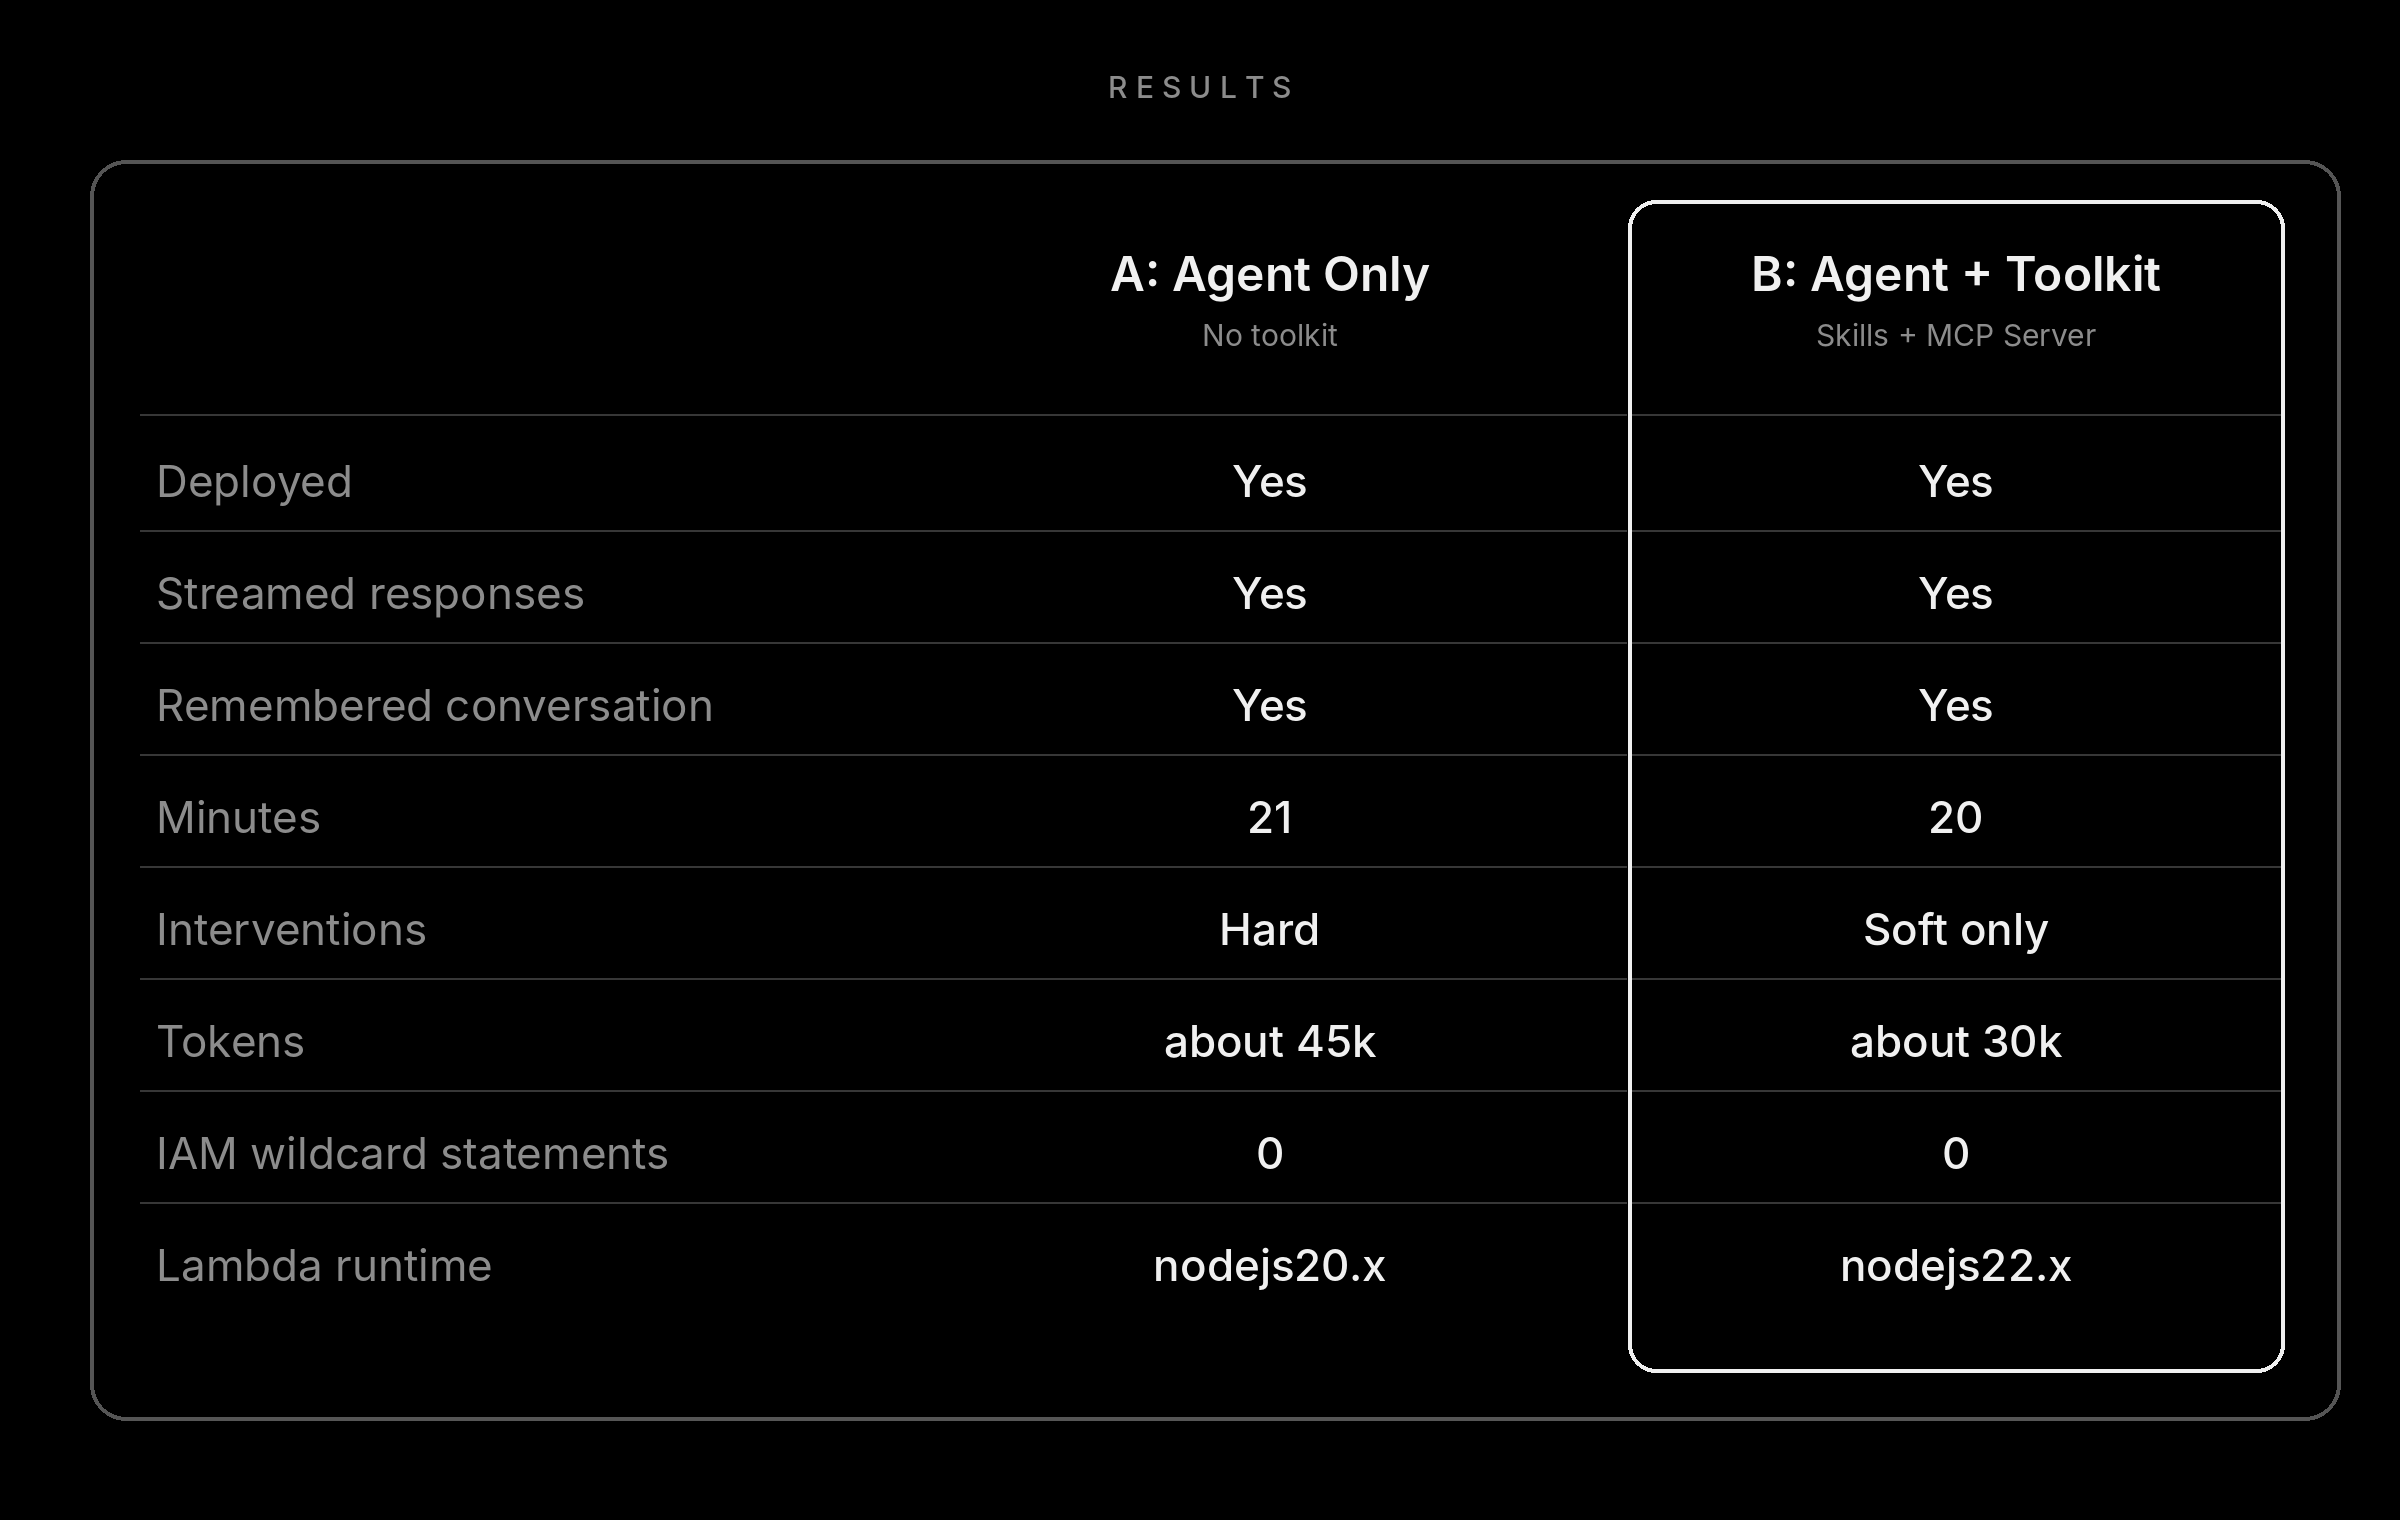 RESULTS
A: Agent Only B: Agent + Toolkit
No toolkit Skills + MCP Server
Deployed Yes Yes
Streamed responses Yes Yes
Remembered conversation Yes Yes
Minutes 21 20
Interventions Hard Soft only
Tokens about 45k about 30k
IAM wildcard statements 0 0
Lambda runtime nodejs20.x nodejs22.x